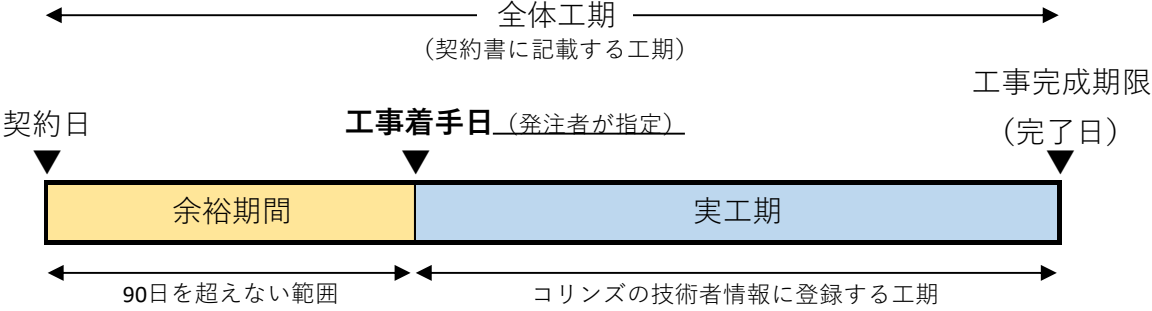 全体工期
（契約書に記載する工期）
工事完成期限
（完了日）
契約日
工事着手日（発注者が指定）
余裕期間
実工期
90日を超えない範囲
コリンズの技術者情報に登録する工期